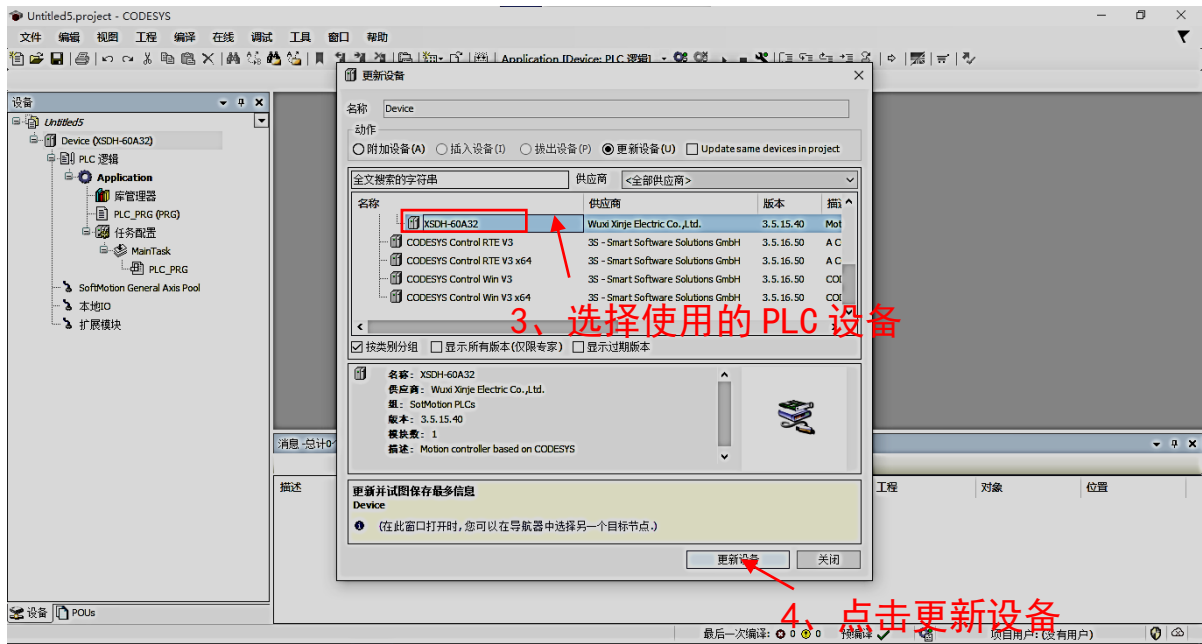 Untitled5.project - CODESYS
文件 编辑 视图 工程 编译 在线 调试 工具 窗口 帮助
Application [Device: PLC 逻辑]
设备
Untitled5
Device (XSDH-60A32)
PLC 逻辑
Application
库管理器
PLC_PRG (PRG)
任务配置
MainTask
PLC_PRG
SoftMotion General Axis Pool
本地IO
扩展模块
设备 POUs
更新设备
名称 Device
动作
附加设备(A) 插入设备(I) 拔出设备(P) 更新设备(U) Update same devices in project
全文搜索的字符串 供应商 <全部供应商>
名称 供应商 版本
XSDH-60A32 Wuxi Xinje Electric Co.,Ltd. 3.5.15.40 Mot
CODESYS Control RTE V3 3S - Smart Software Solutions GmbH 3.5.16.50 A C
CODESYS Control RTE V3 x64 3S - Smart Software Solutions GmbH 3.5.16.50 A C
CODESYS Control Win V3 3S - Smart Software Solutions GmbH 3.5.16.50 COI
CODESYS Control Win V3 x64 3S - Smart Software Solutions GmbH 3.5.16.50
3、选择使用的 PLC 设备
按类别分组 显示所有版本(仅限专家) 显示过期版本
名称: XSDH-60A32
供应商: Wuxi Xinje Electric Co.,Ltd.
组: SotMotion PLCs
版本: 3.5.15.40
模块数: 1
描述: Motion controller based on CODESYS
更新并试图保存最多信息
Device
(在此窗口打开时,您可以在导航器中选择另一个目标节点.)
更新设备 关闭
4、点击更新设备
消息 -总计0
描述 工程 对象 位置
最后一次编译: 0 0 预编译 项目用户: (没有用户)